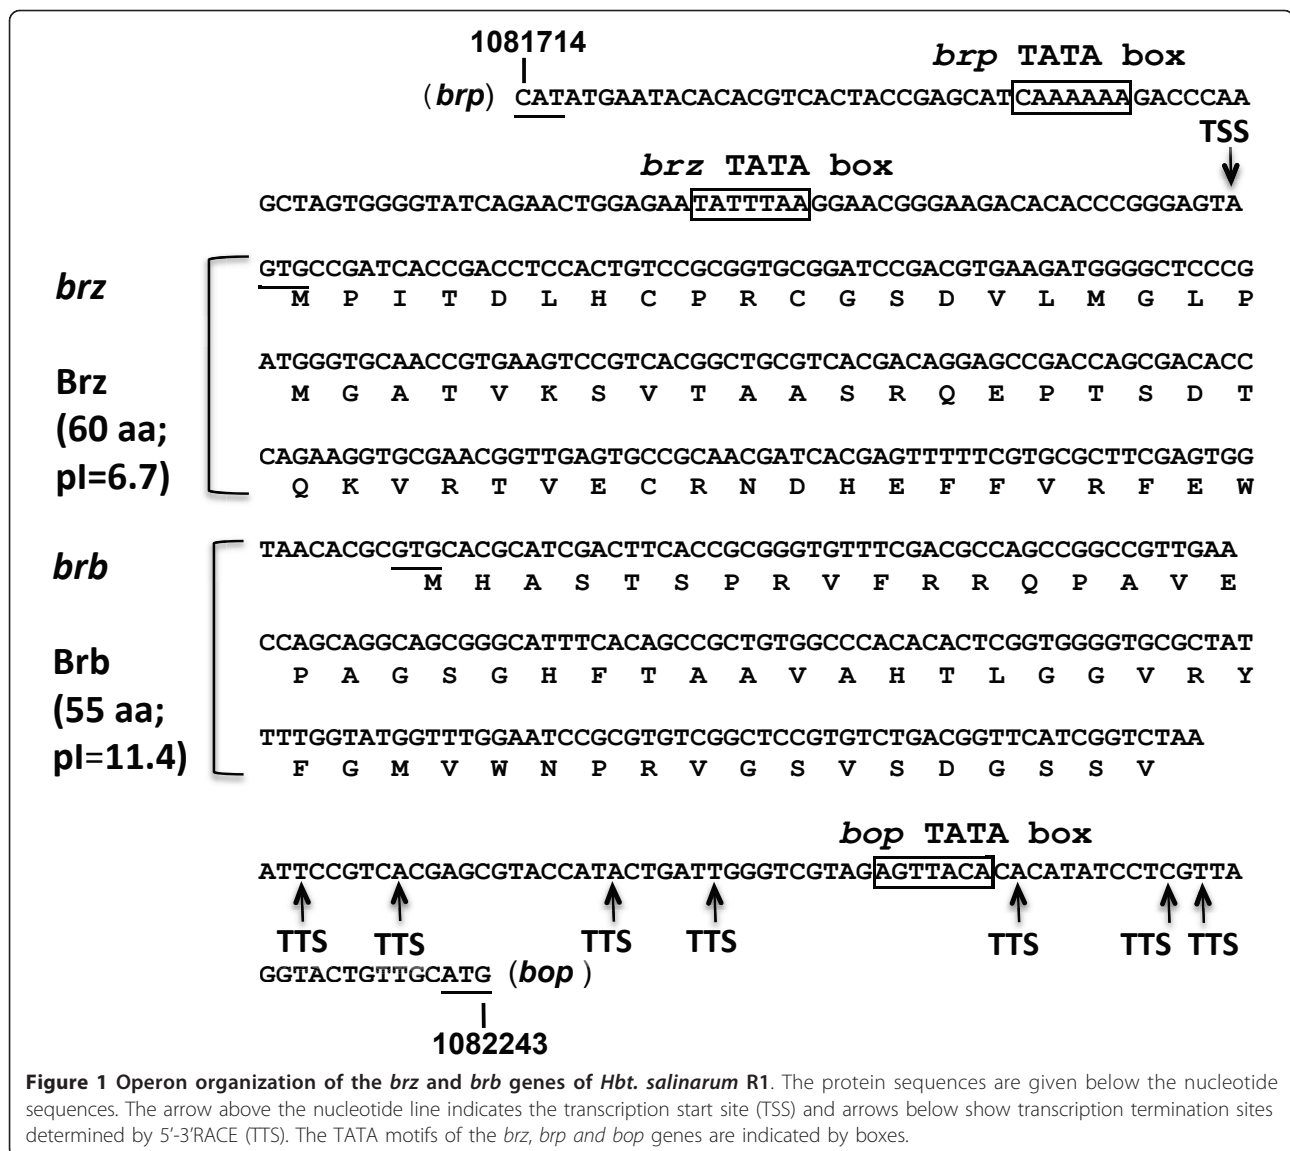 1081714
brp TATA box
(brp) CATATGAATACACACGTCACTACCGAGCATCAAAAAAGACCCAA
TSS
brz TATA box
GCTAGTGGGGTATCAGAACTGGAGAATATTTAAGGAACGGGAAGACACACCCGGGAGTA
brz
GTGCCGATCACCGACCTCCACTGTCCGCGGTGCGGATCCGACGTGAAGATGGGGCTCCCG
M P I T D L H C P R C G S D V L M G L P
Brz
(60 aa;
pI=6.7)
ATGGGTGCAACCGTGAAGTCCGTCACGGCTGCGTCACGACAGGAGCCGACCAGCGACACC
M G A T V K S V T A A S R Q E P T S D T
CAGAAGGTGCGAACGGTTGAGTGCCGCAACGATCACGAGTTTTTCGTGCGCTTCGAGTGG
Q K V R T V E C R N D H E F F V R F E W
brb
TAACACGCGTGCACGCATCGACTTCACCGCGGGTGTTTCGACGCCAGCCGGCCGTTGAA
M H A S T S P R V F R R Q P A V E
Brb
(55 aa;
pI=11.4)
CCAGCAGGCAGCGGGCATTTCACAGCCGCTGTGGCCCACACACTCGGTGGGGTGCGCTAT
P A G S G H F T A A V A H T L G G V R Y
TTTGGTATGGTTTGGAATCCGCGTGTCGGCTCCGTGTCTGACGGTTCATCGGTCTAA
F G M V W N P R V G S V S D G S S V
bop TATA box
ATTCCGTCACGAGCGTACCATACTGATTGGGTCGTAGAGTTACACACATATCCTCGTTA
TTS TTS TTS TTS TTS TTS TTS
GGTACTGTTGCATG (bop )
1082243
Figure 1 Operon organization of the brz and brb genes of Hbt. salinarum R1. The protein sequences are given below the nucleotide
sequences. The arrow above the nucleotide line indicates the transcription start site (TSS) and arrows below show transcription termination sites
determined by 5’-3’RACE (TTS). The TATA motifs of the brz, brp and bop genes are indicated by boxes.